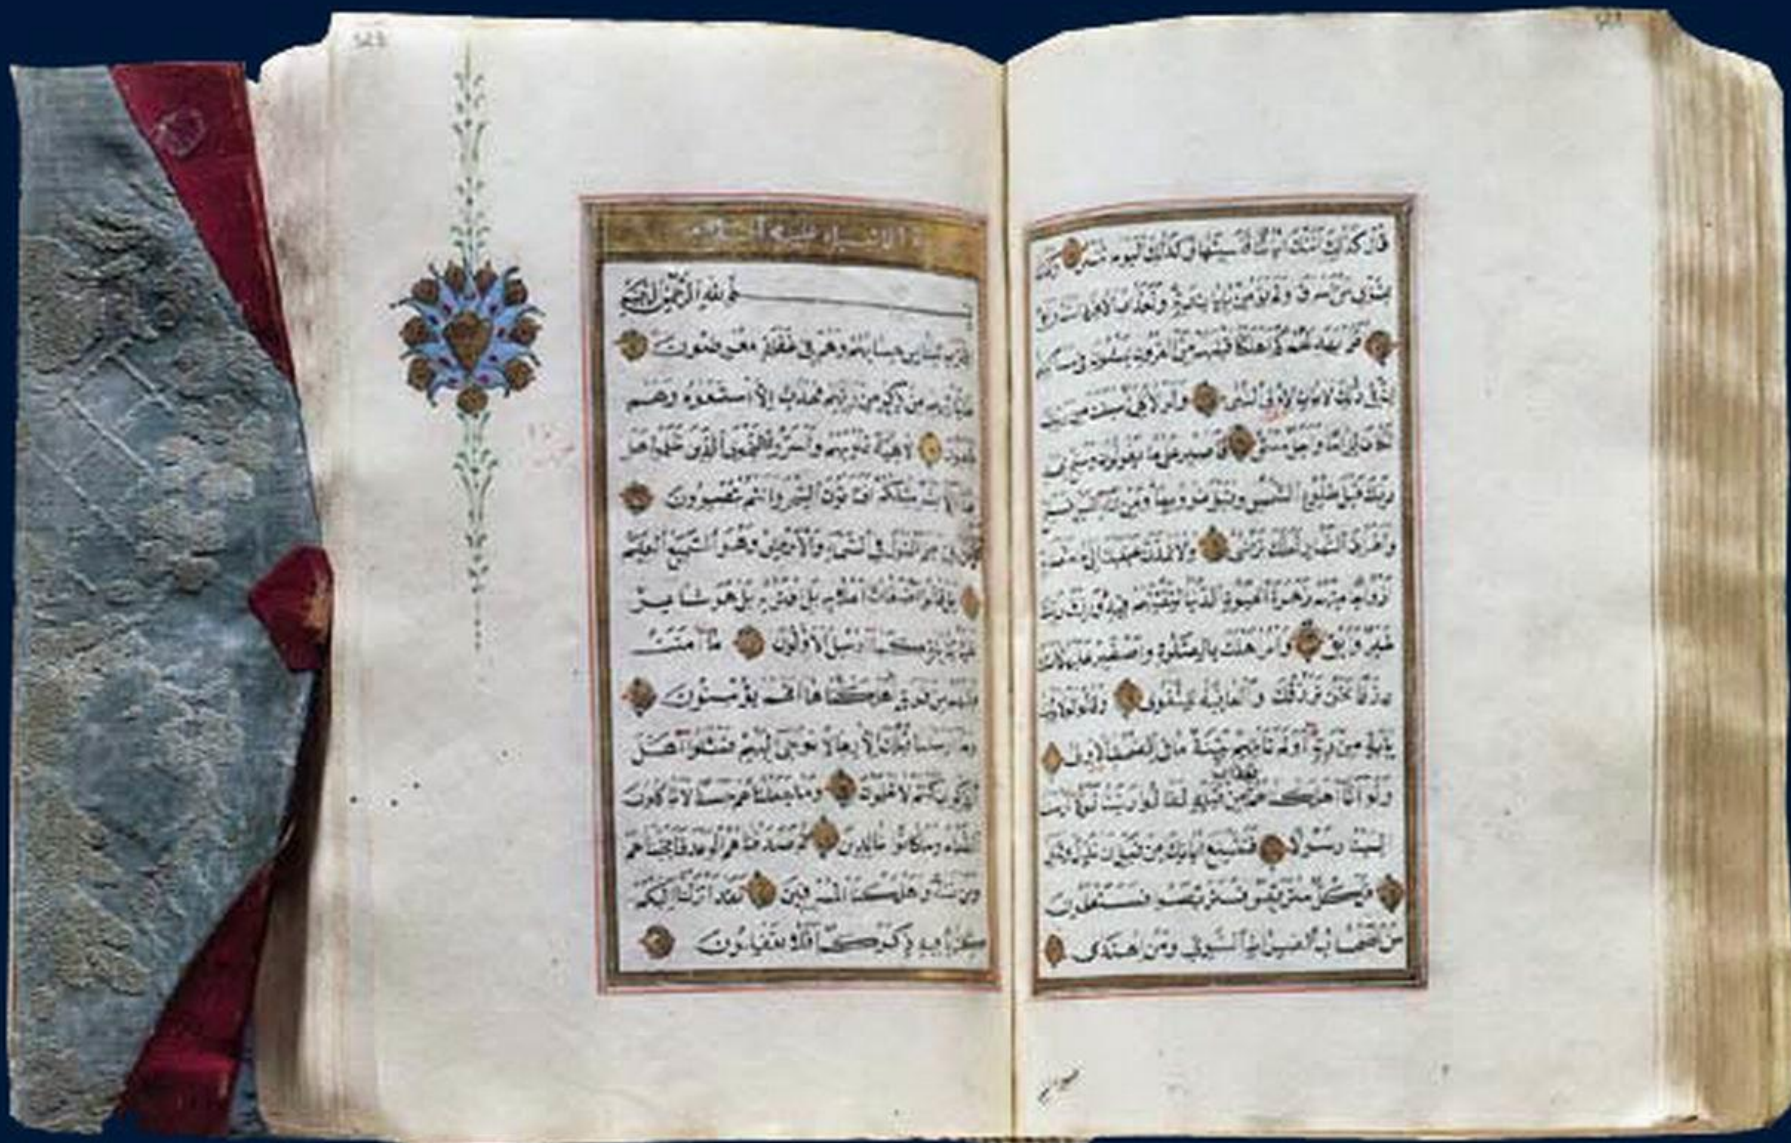 قال كذلك أتتك آياتنا فنسيتها وكذلك اليوم تنسى وكذلك
نجزي من أسرف ولم يؤمن بآيات ربه ولعذاب الآخرة أشد وأبقى
أفلم يهد لهم كم أهلكنا قبلهم من القرون يمشون في مساكنهم
إن في ذلك لآيات لأولي النهى ولولا كلمة سبقت من ربك
لكان لزاما وأجل مسمى فاصبر على ما يقولون وسبح بحمد
ربك قبل طلوع الشمس وقبل غروبها ومن آناء الليل فسبح
وأطراف النهار لعلك ترضى ولا تمدن عينيك إلى ما متعنا به
أزواجا منهم زهرة الحيوة الدنيا لنفتنهم فيه ورزق ربك
خير وأبقى وأمر أهلك بالصلوة واصطبر عليها لا نسئلك
رزقا نحن نرزقك والعاقبة للتقوى وقالوا لولا يأتينا
بآية من ربه أولم تأتهم بينة ما في الصحف الأولى
ولو أنا أهلكناهم بعذاب من قبله لقالوا ربنا لولا أرسلت
إلينا رسولا فنتبع آياتك من قبل أن نذل ونخزى
قل كل متربص فتربصوا فستعلمون
من أصحاب الصراط السوي ومن اهتدى
الأنبياء عليهم السلام
بسم الله الرحمن الرحيم
اقترب للناس حسابهم وهم في غفلة معرضون
ما يأتيهم من ذكر من ربهم محدث إلا استمعوه وهم
يلعبون لاهية قلوبهم وأسروا النجوى الذين ظلموا هل
هذا إلا بشر مثلكم أفتأتون السحر وأنتم تبصرون
قال ربي يعلم القول في السماء والأرض وهو السميع العليم
بل قالوا أضغاث أحلام بل افتريه بل هو شاعر
فليأتنا بآية كما أرسل الأولون ما آمنت
قبلهم من قرية أهلكناها أفهم يؤمنون
وما أرسلنا قبلك إلا رجالا نوحي إليهم فسئلوا أهل
الذكر إن كنتم لا تعلمون وما جعلناهم جسدا لا يأكلون
الطعام وما كانوا خالدين ثم صدقناهم الوعد فأنجيناهم
ومن نشاء وأهلكنا المسرفين لقد أنزلنا إليكم
كتابا فيه ذكركم أفلا تعقلون